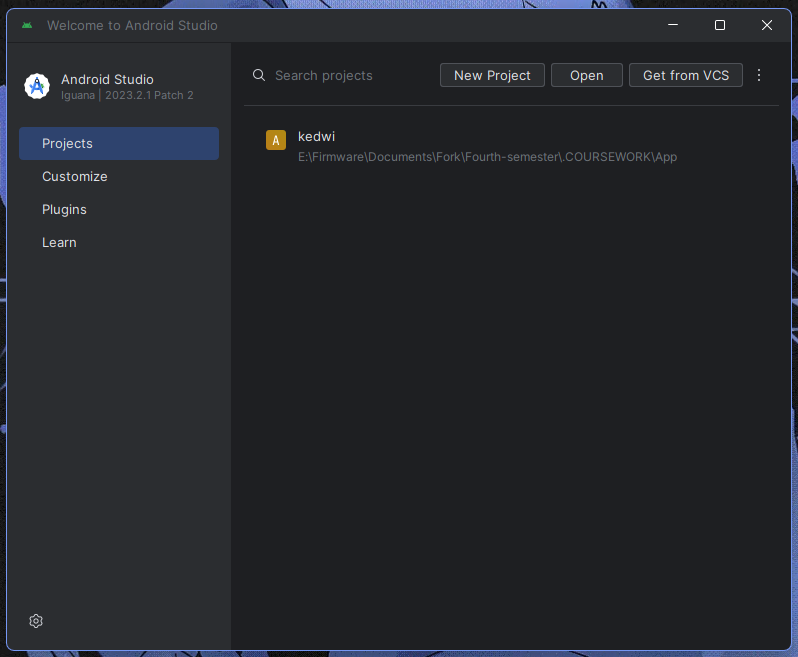 Welcome to Android Studio
Android Studio
Iguana | 2023.2.1 Patch 2
Projects
Customize
Plugins
Learn
Search projects
New Project
Open
Get from VCS
A
kedwi
E:\Firmware\Documents\Fork\Fourth-semester\.COURSEWORK\App